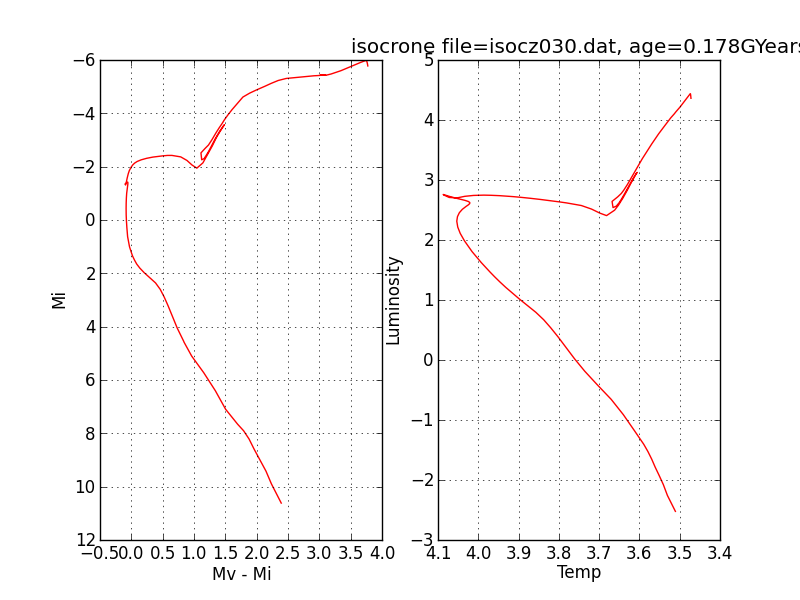 isocrone file=isocz030.dat, age=0.178GYears
−6
−4
−2
0
2
4
6
8
10
12
Mi
−0.5 0.0 0.5 1.0 1.5 2.0 2.5 3.0 3.5 4.0
Mv - Mi
5
4
3
2
1
0
−1
−2
−3
Luminosity
4.1 4.0 3.9 3.8 3.7 3.6 3.5 3.4
Temp